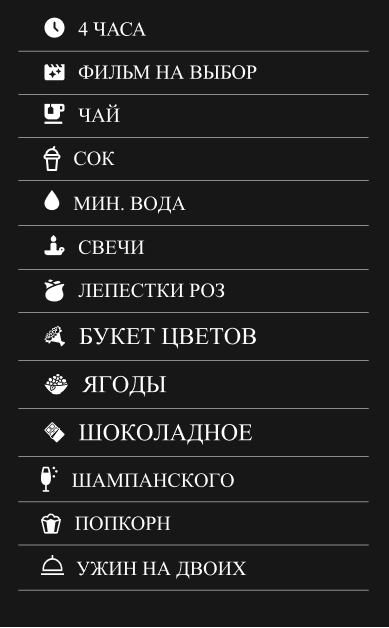 4 ЧАСА
ФИЛЬМ НА ВЫБОР
ЧАЙ
СОК
МИН. ВОДА
СВЕЧИ
ЛЕПЕСТКИ РОЗ
БУКЕТ ЦВЕТОВ
ЯГОДЫ
ШОКОЛАДНОЕ
ШАМПАНСКОГО
ПОПКОРН
УЖИН НА ДВОИХ